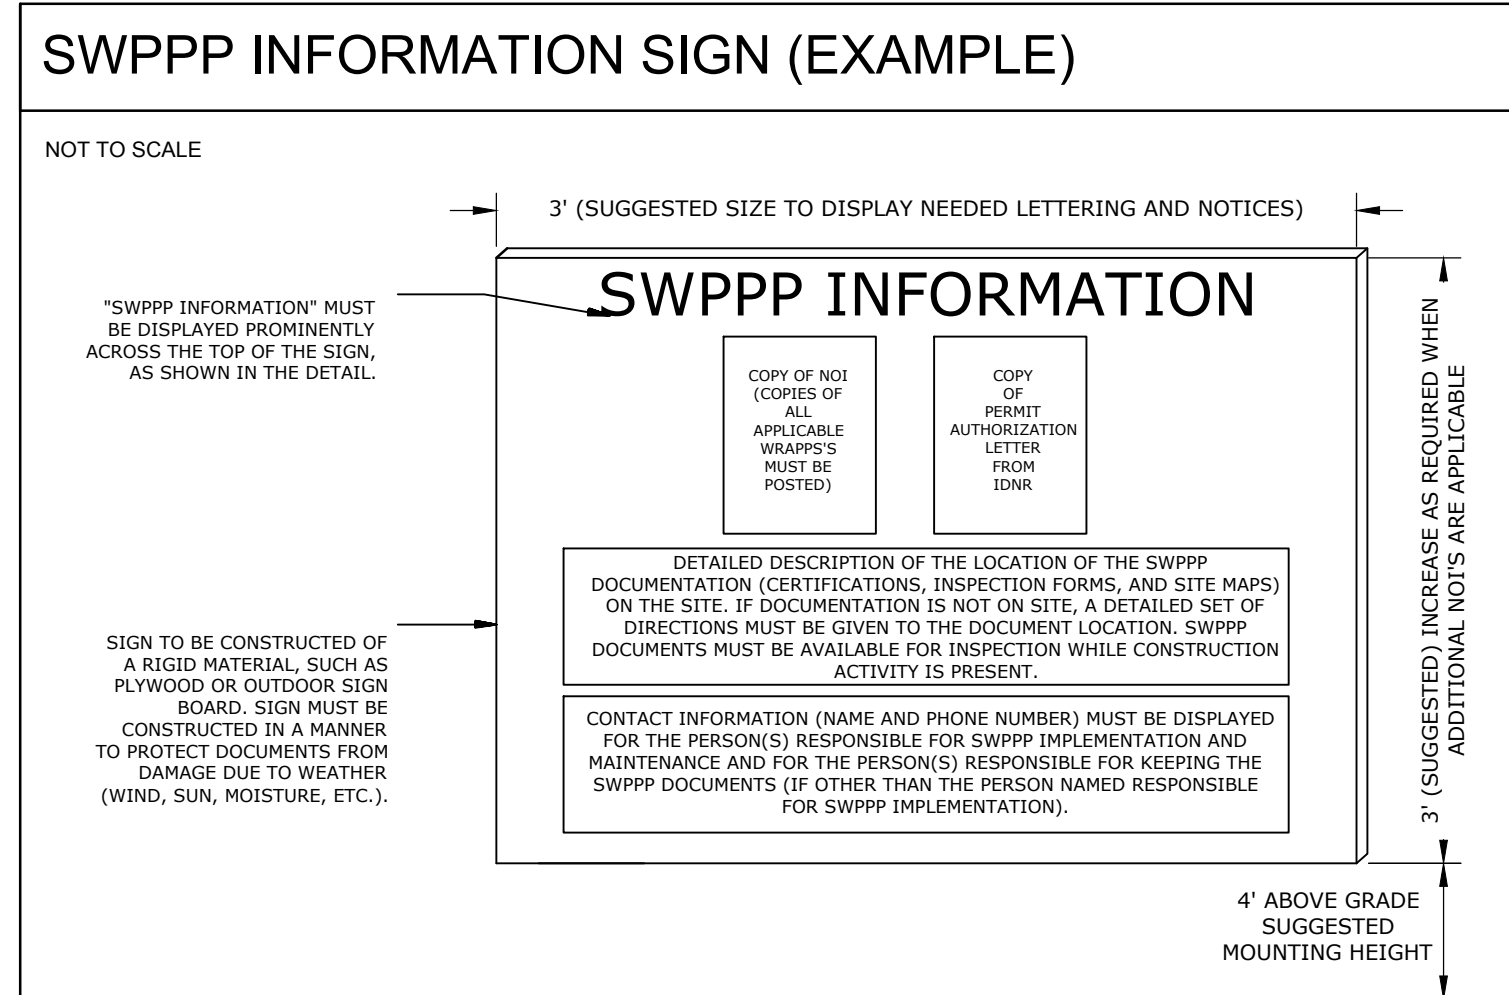 SWPPP INFORMATION SIGN (EXAMPLE)
NOT TO SCALE
3' (SUGGESTED SIZE TO DISPLAY NEEDED LETTERING AND NOTICES)
"SWPPP INFORMATION" MUST
BE DISPLAYED PROMINENTLY
ACROSS THE TOP OF THE SIGN,
AS SHOWN IN THE DETAIL.
SWPPP INFORMATION
COPY OF NOI
(COPIES OF
ALL
APPLICABLE
WRAPPS'S
MUST BE
POSTED)
COPY
OF
PERMIT
AUTHORIZATION
LETTER
FROM
IDNR
DETAILED DESCRIPTION OF THE LOCATION OF THE SWPPP
DOCUMENTATION (CERTIFICATIONS, INSPECTION FORMS, AND SITE MAPS)
ON THE SITE. IF DOCUMENTATION IS NOT ON SITE, A DETAILED SET OF
DIRECTIONS MUST BE GIVEN TO THE DOCUMENT LOCATION. SWPPP
DOCUMENTS MUST BE AVAILABLE FOR INSPECTION WHILE CONSTRUCTION
ACTIVITY IS PRESENT.
SIGN TO BE CONSTRUCTED OF
A RIGID MATERIAL, SUCH AS
PLYWOOD OR OUTDOOR SIGN
BOARD. SIGN MUST BE
CONSTRUCTED IN A MANNER
TO PROTECT DOCUMENTS FROM
DAMAGE DUE TO WEATHER
(WIND, SUN, MOISTURE, ETC.).
CONTACT INFORMATION (NAME AND PHONE NUMBER) MUST BE DISPLAYED
FOR THE PERSON(S) RESPONSIBLE FOR SWPPP IMPLEMENTATION AND
MAINTENANCE AND FOR THE PERSON(S) RESPONSIBLE FOR KEEPING THE
SWPPP DOCUMENTS (IF OTHER THAN THE PERSON NAMED RESPONSIBLE
FOR SWPPP IMPLEMENTATION).
3' (SUGGESTED) INCREASE AS REQUIRED WHEN
ADDITIONAL NOI'S ARE APPLICABLE
4' ABOVE GRADE
SUGGESTED
MOUNTING HEIGHT